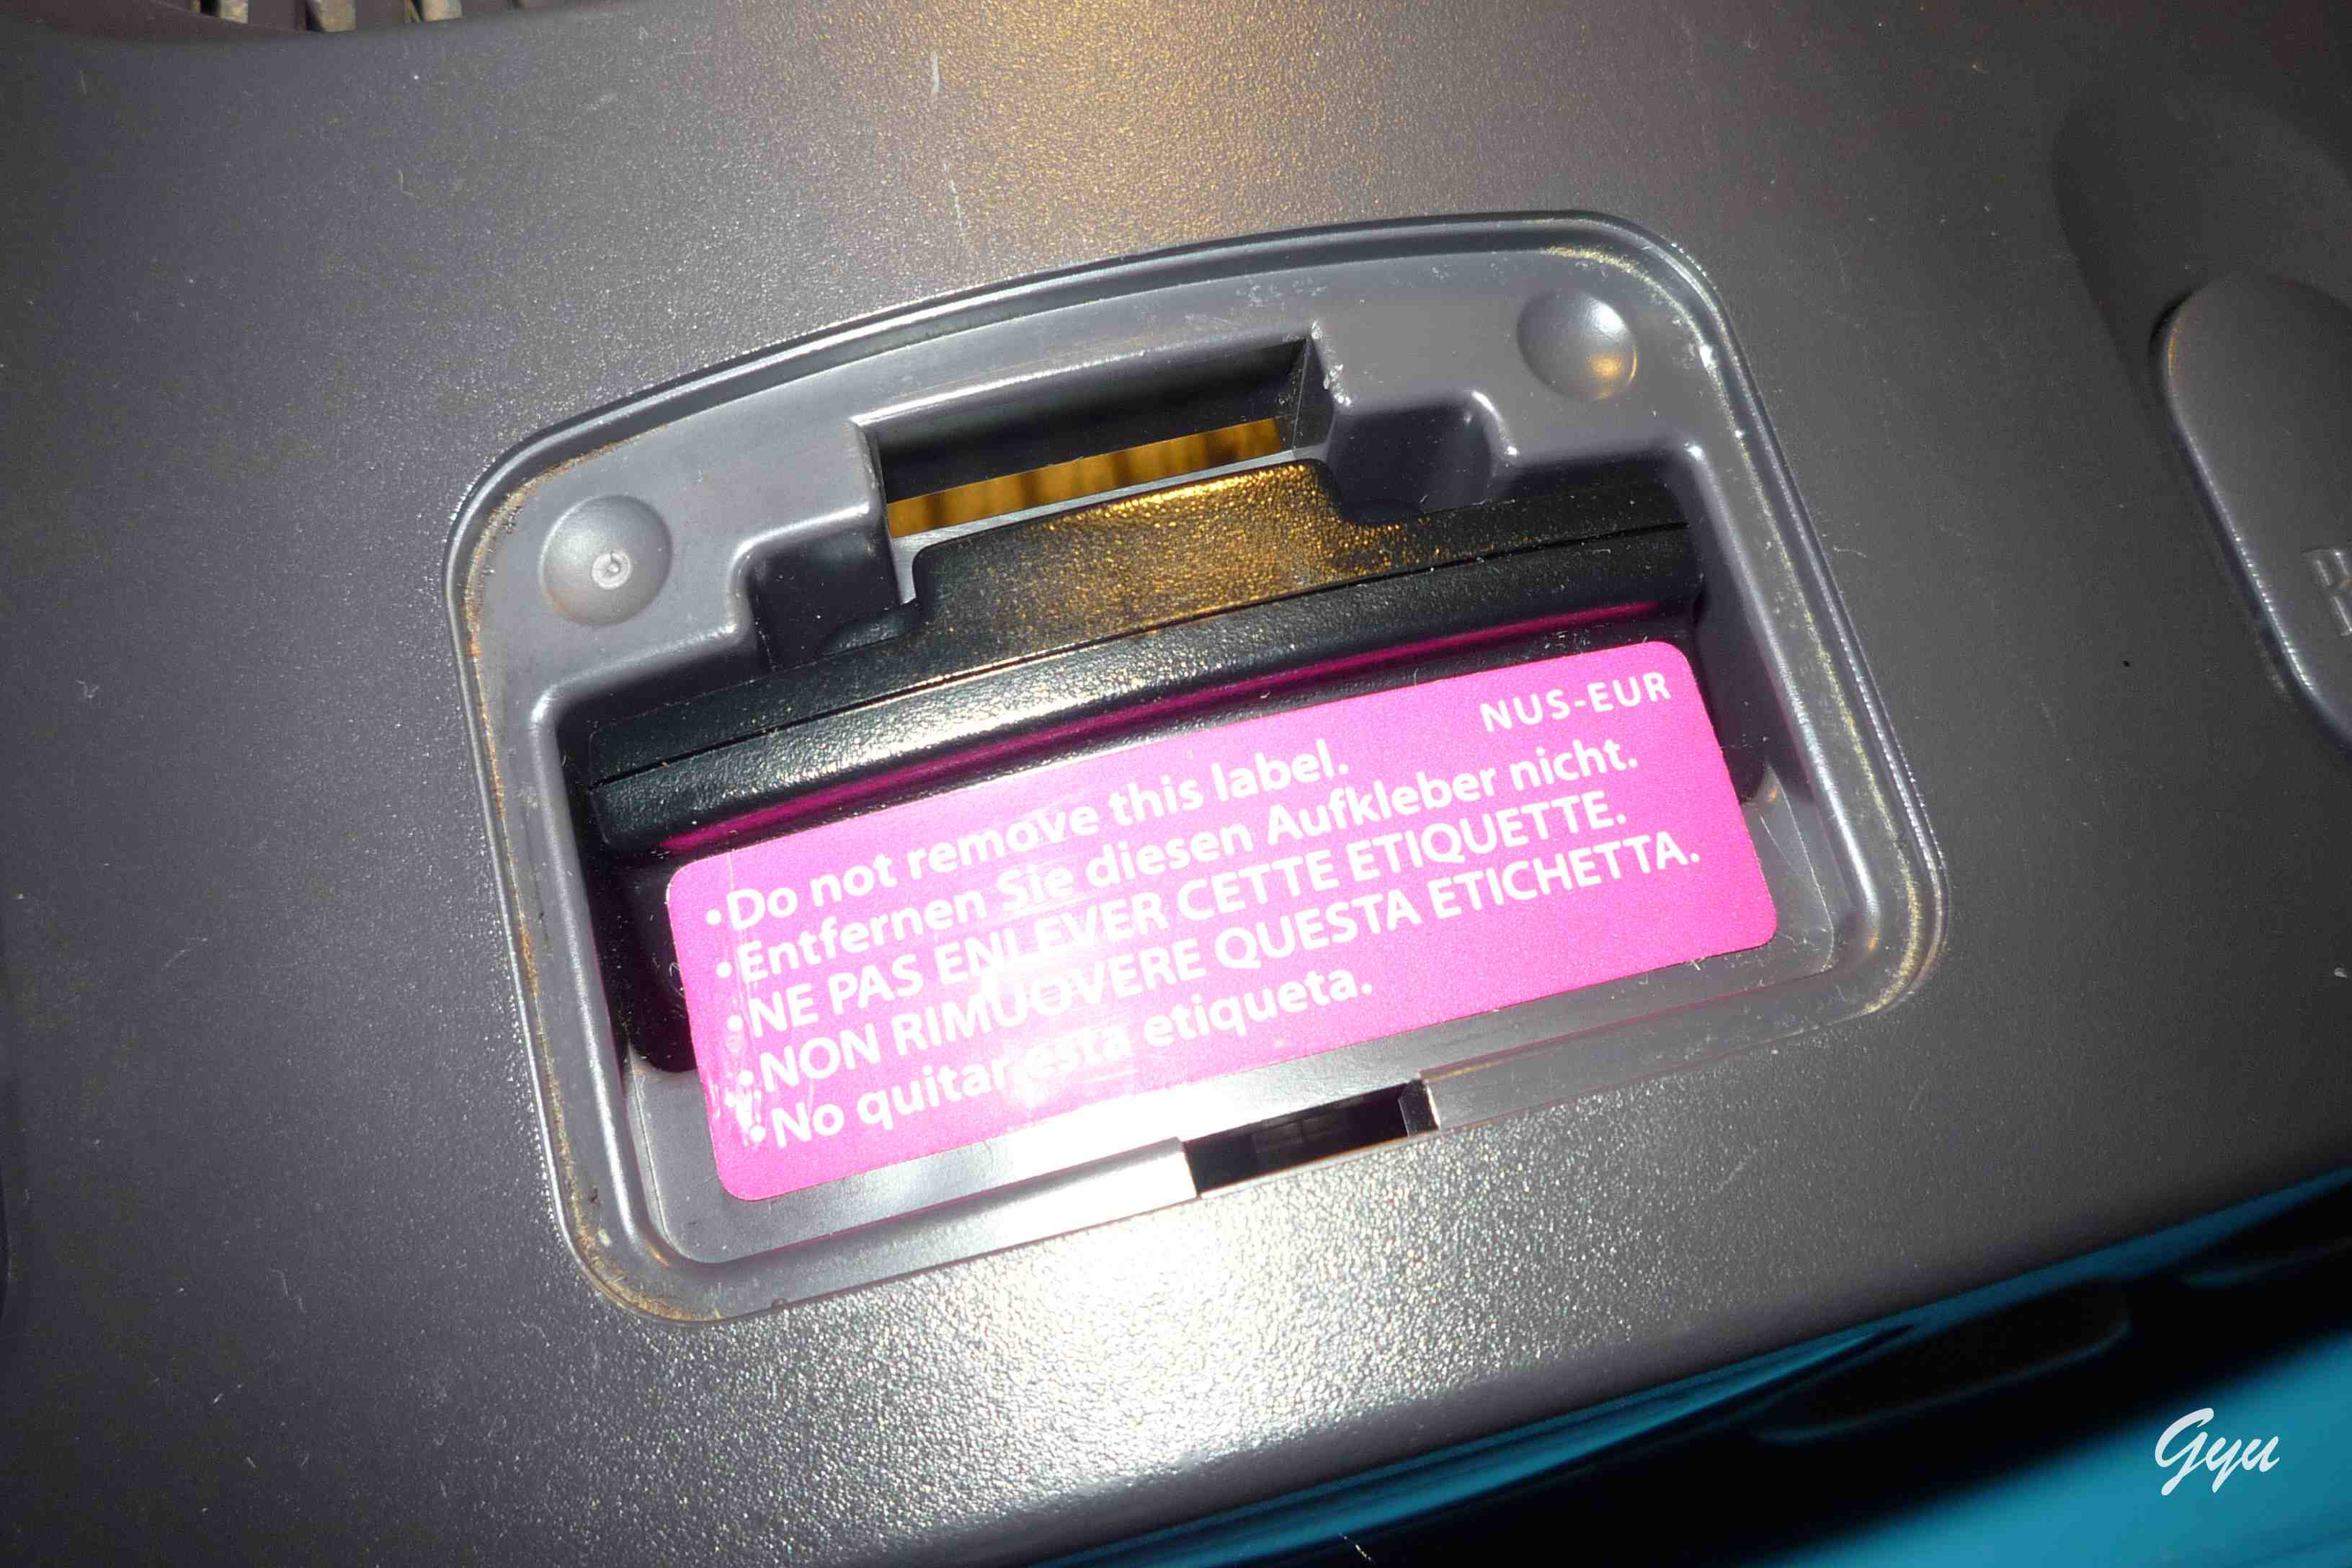 NUS-EUR
•Do not remove this label.
•Entfernen Sie diesen Aufkleber nicht.
•NE PAS ENLEVER CETTE ETIQUETTE.
•NON RIMUOVERE QUESTA ETICHETTA.
•No quitar esta etiqueta.
Gyu